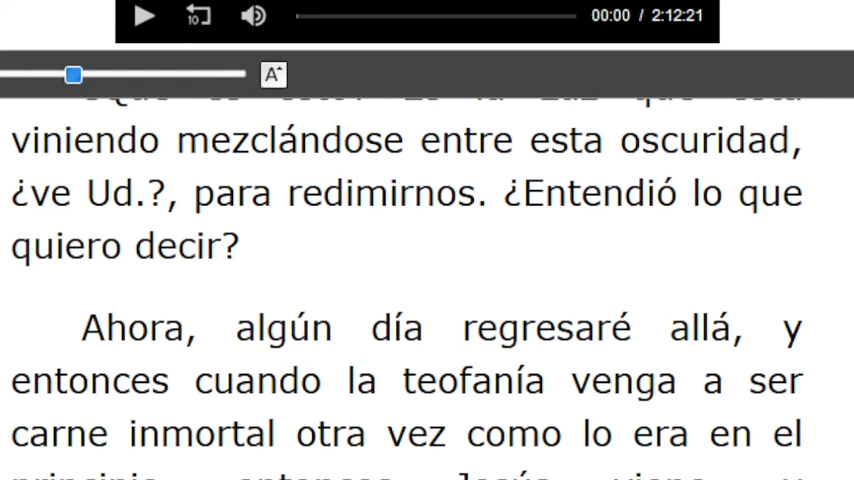 10
00:00 / 2:12:21
A
viniendo mezclándose entre esta oscuridad,
¿ve Ud.?, para redimirnos. ¿Entendió lo que
quiero decir?
Ahora, algún día regresaré allá, y
entonces cuando la teofanía venga a ser
carne inmortal otra vez como lo era en el